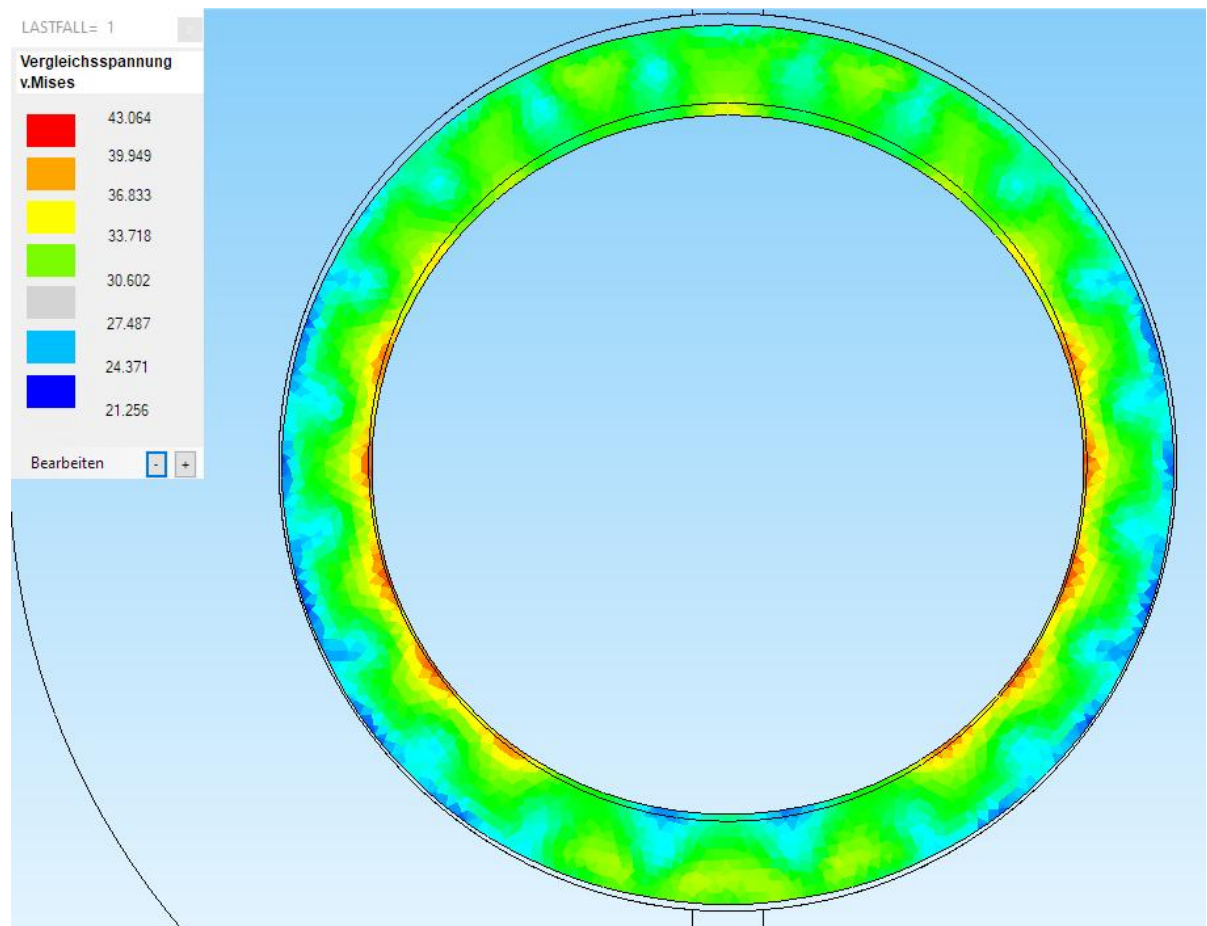 LASTFALL= 1
Vergleichsspannung
v.Mises
43.064
39.949
36.833
33.718
30.602
27.487
24.371
21.256
Bearbeiten - +